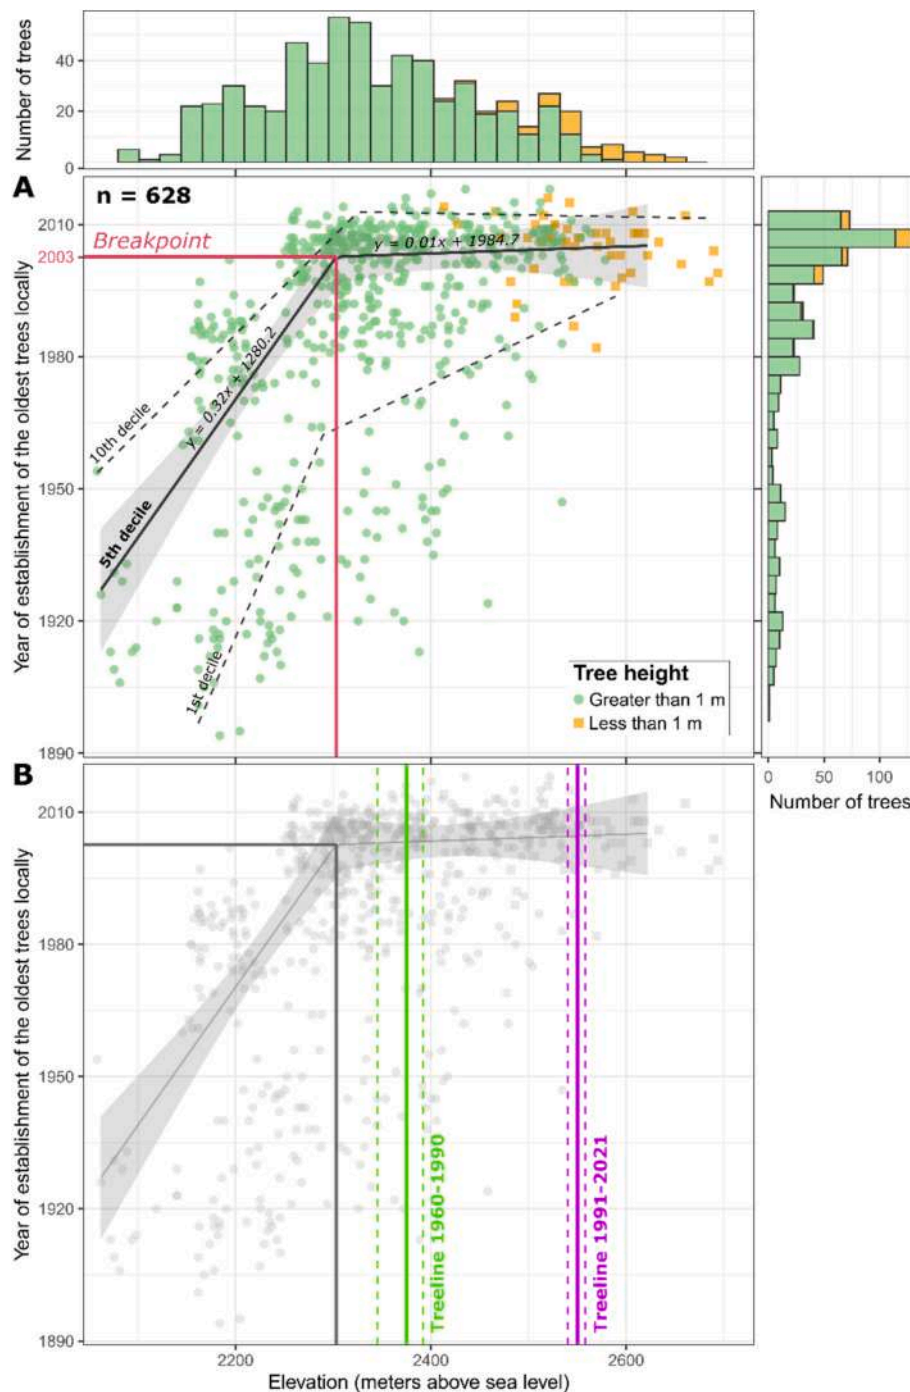 Number of trees
40
20
0
A
n = 628
Breakpoint
y = 0.01x + 1984.7
y = 0.32x + 1280.2
10th decile
5th decile
1st decile
Year of establishment of the oldest trees locally
2010
2003
1980
1950
1920
1890
Tree height
Greater than 1 m
Less than 1 m
0 50 100
Number of trees
B
Year of establishment of the oldest trees locally
2010
1980
1950
1920
1890
Treeline 1960-1990
Treeline 1991-2021
2200 2400 2600
Elevation (meters above sea level)